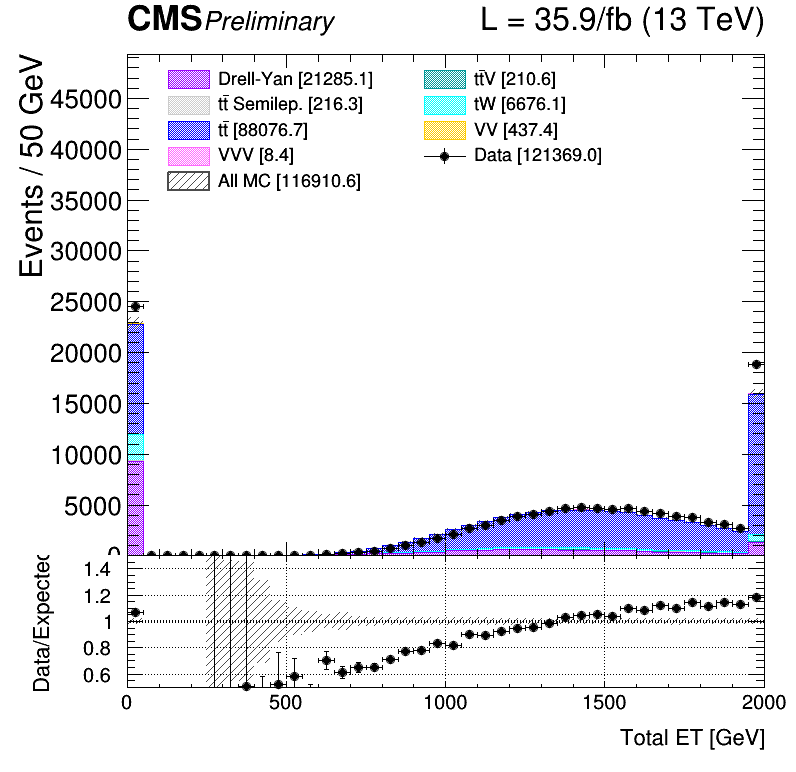 CMS Preliminary L = 35.9/fb (13 TeV)
Events / 50 GeV
Drell-Yan [21285.1]
tt̄V [210.6]
tt̄ Semilep. [216.3]
tW [6676.1]
tt̄ [88076.7]
VV [437.4]
VVV [8.4]
Data [121369.0]
All MC [116910.6]
45000
40000
35000
30000
25000
20000
15000
10000
5000
0
Data/Expected
1.4
1.2
1
0.8
0.6
0 500 1000 1500 2000
Total ET [GeV]